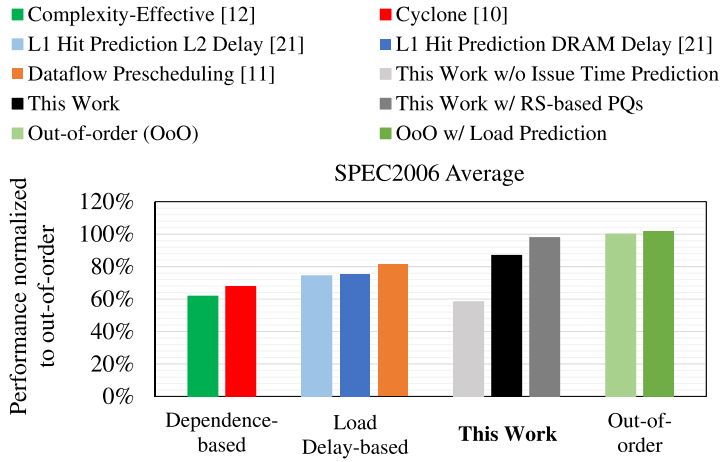 Complexity-Effective [12]
Cyclone [10]
L1 Hit Prediction L2 Delay [21]
L1 Hit Prediction DRAM Delay [21]
Dataflow Prescheduling [11]
This Work w/o Issue Time Prediction
This Work
This Work w/ RS-based PQs
Out-of-order (OoO)
OoO w/ Load Prediction
SPEC2006 Average
Performance normalized
to out-of-order
120%
100%
80%
60%
40%
20%
0%
Dependence-
based
Load
Delay-based
This Work
Out-of-
order